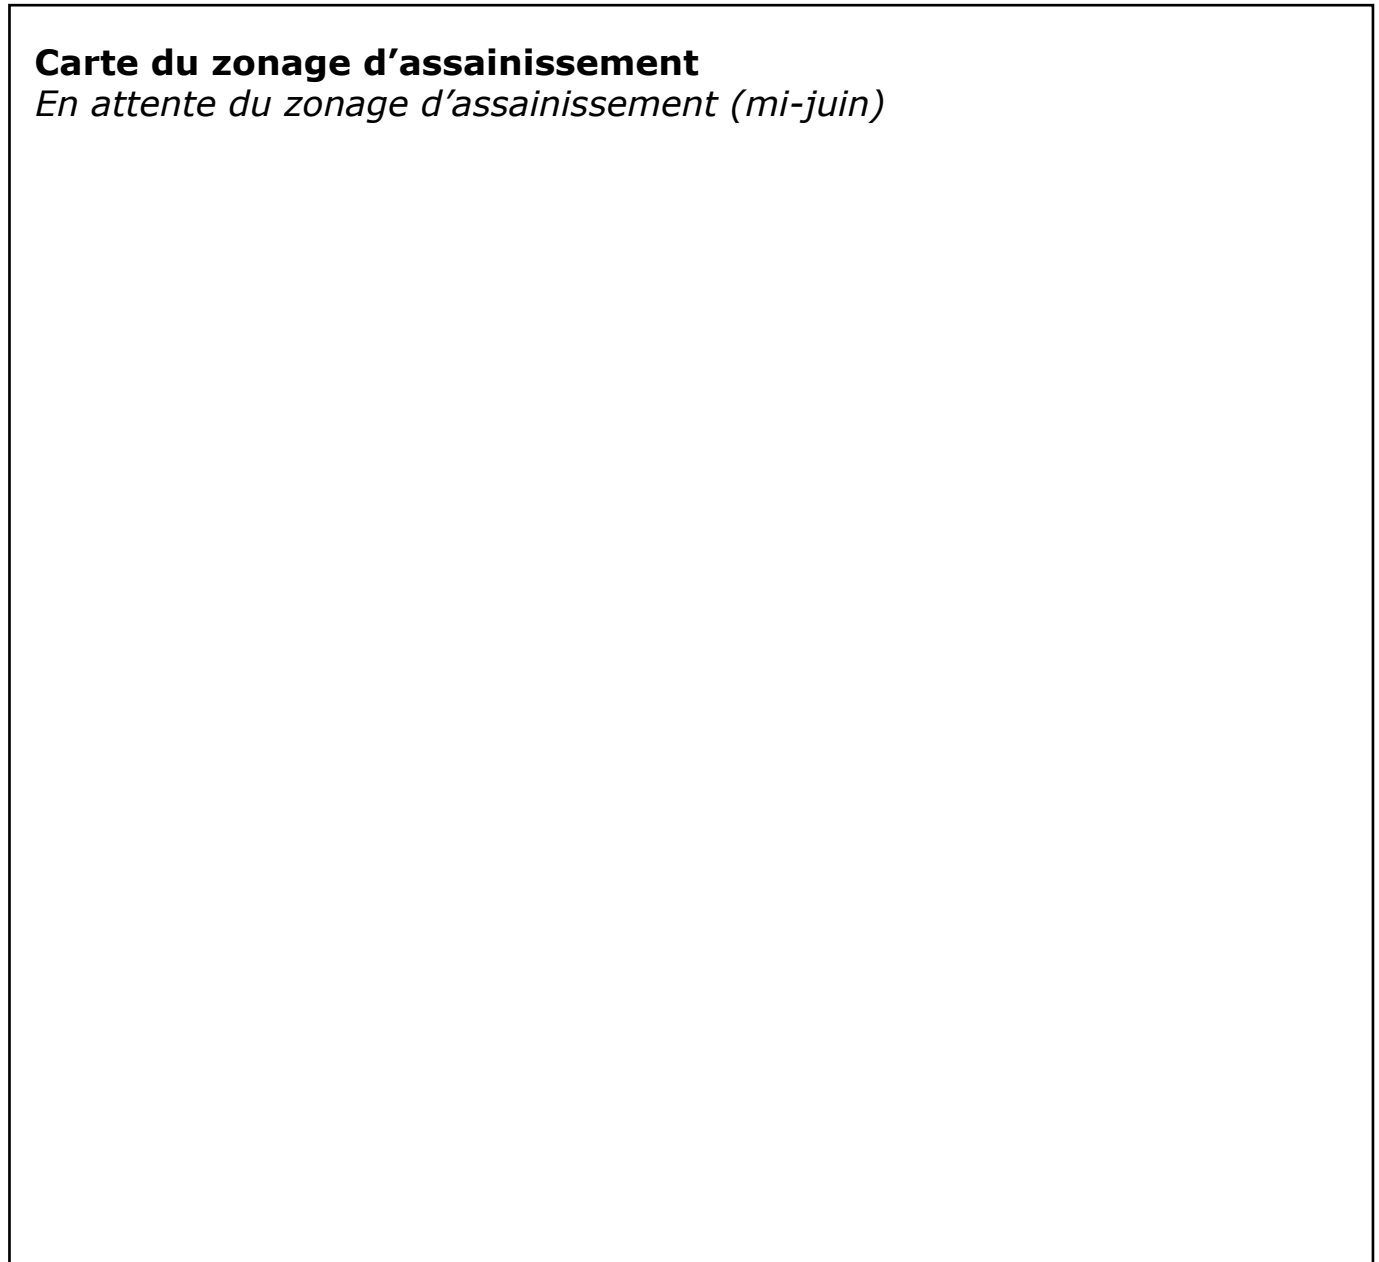 Carte du zonage d’assainissement
En attente du zonage d’assainissement (mi-juin)